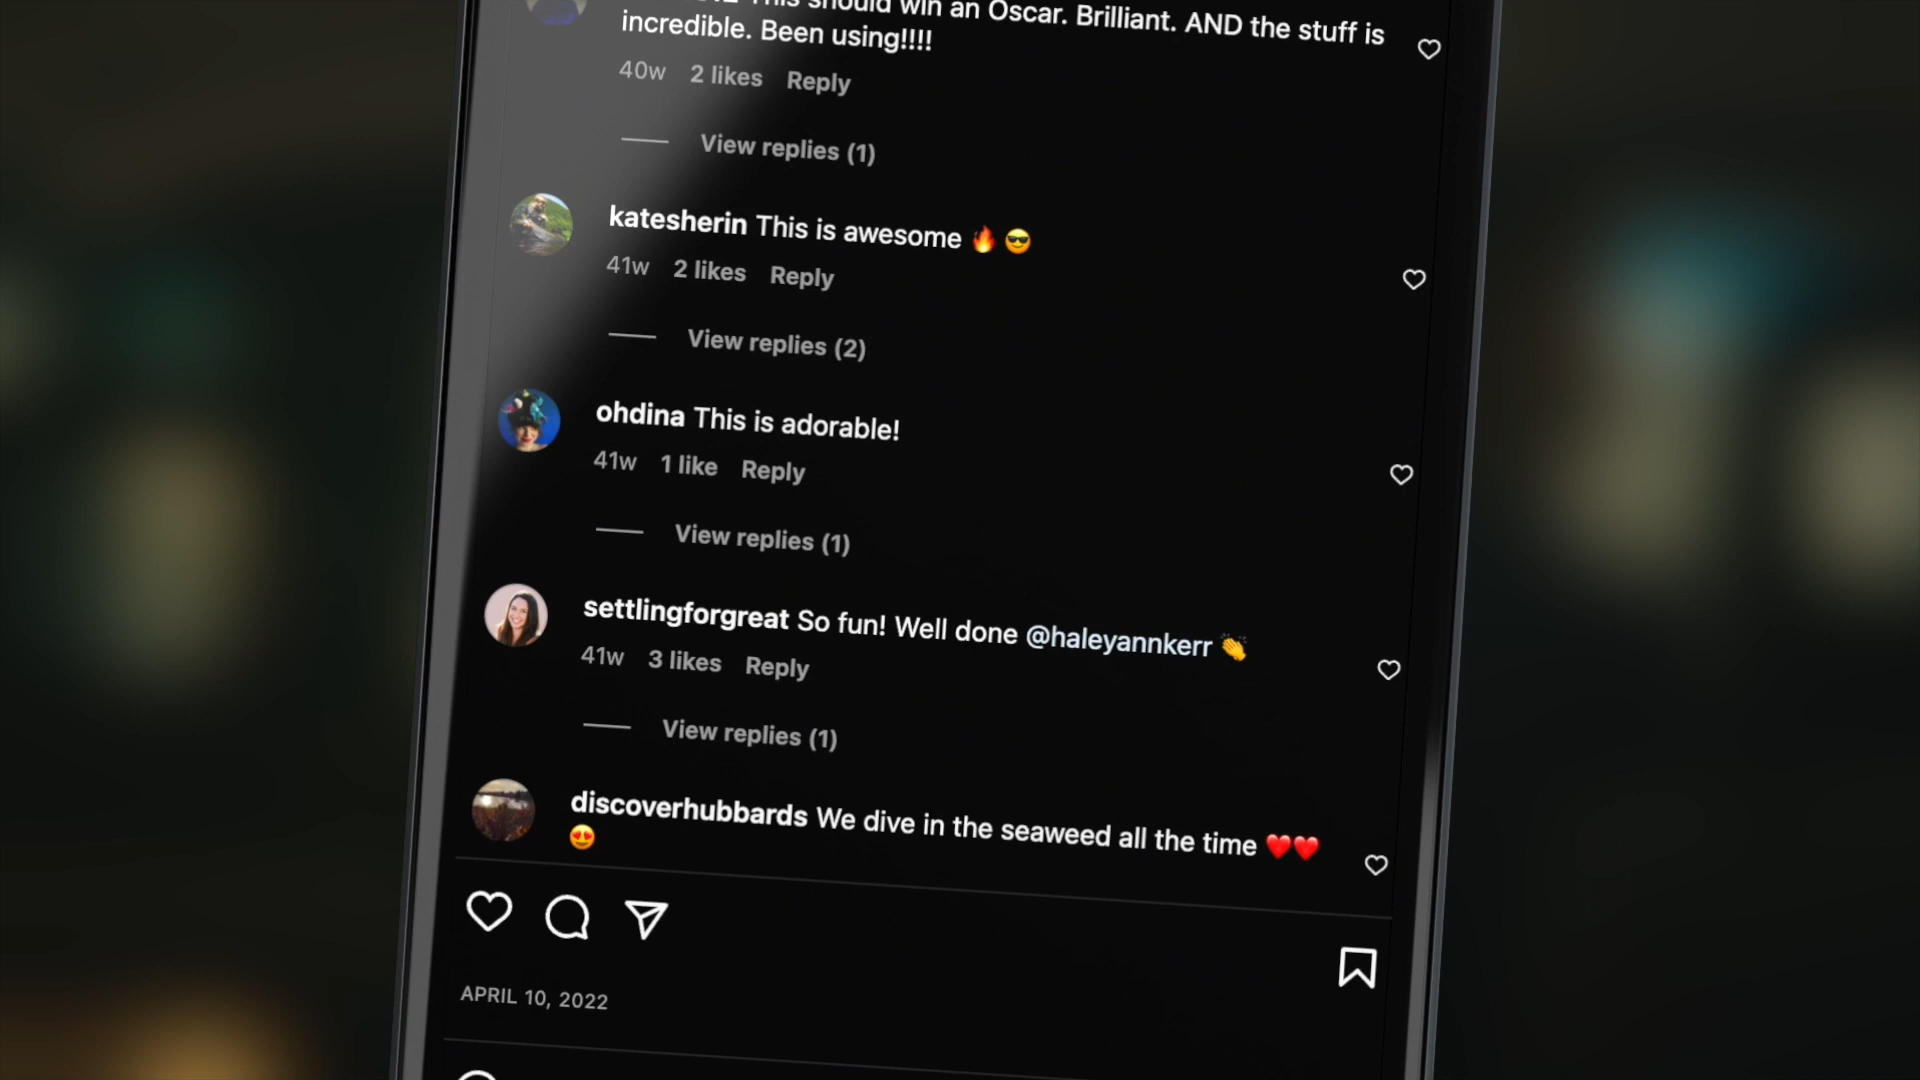 This should win an Oscar. Brilliant. AND the stuff is
incredible. Been using!!!!
40w 2 likes Reply
View replies (1)
katesherin This is awesome 🔥 😎
41w 2 likes Reply
View replies (2)
ohdina This is adorable!
41w 1 like Reply
View replies (1)
settlingforgreat So fun! Well done @haleyannkerr 👏
41w 3 likes Reply
View replies (1)
discoverhubbards We dive in the seaweed all the time ❤️❤️
😍
APRIL 10, 2022